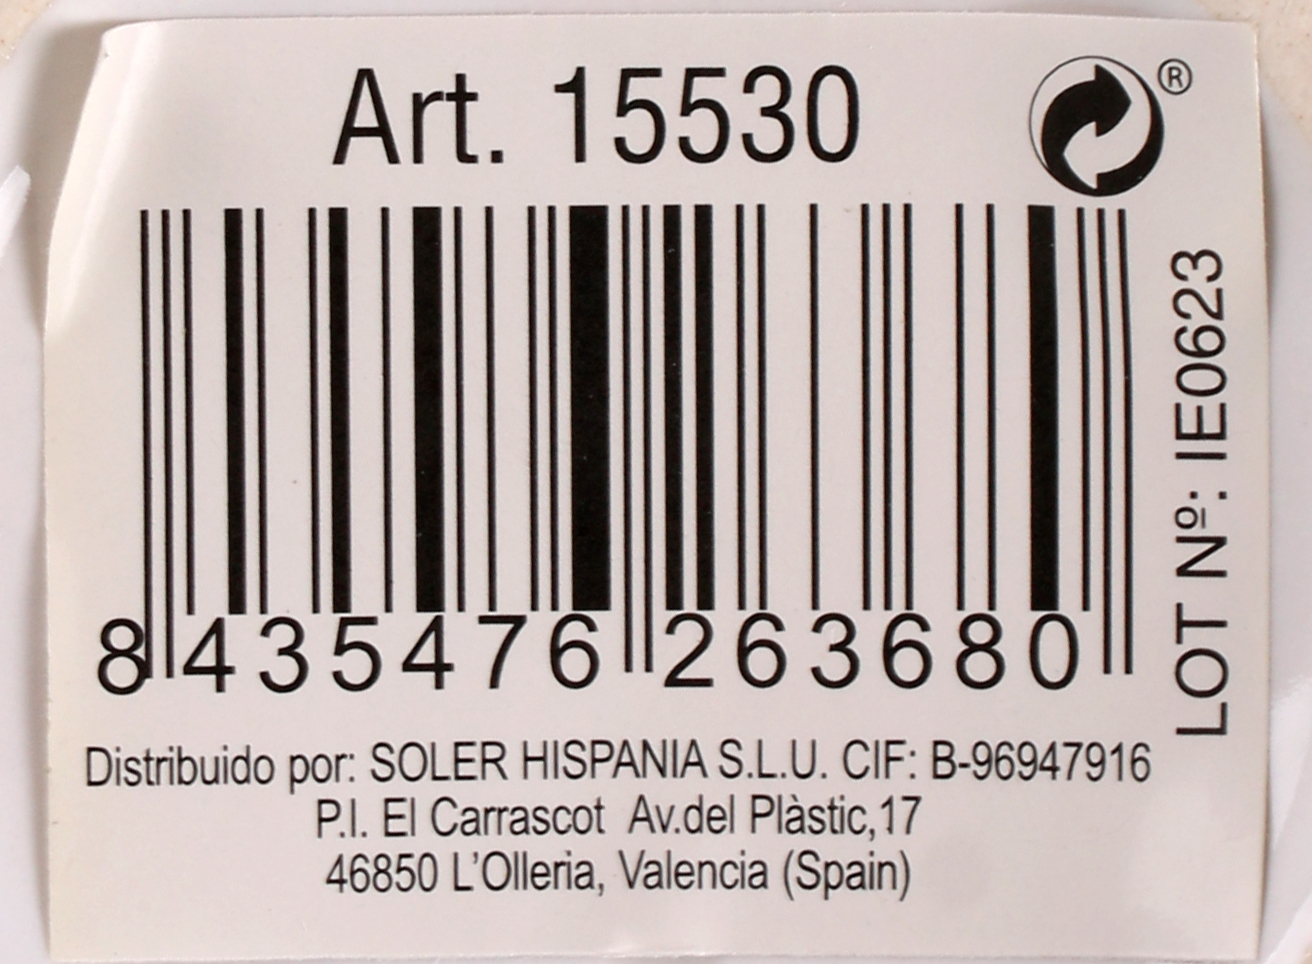 Art. 15530
®
8 435476 263680
LOT Nº: IE0623
Distribuido por: SOLER HISPANIA S.L.U. CIF: B-96947916
P.I. El Carrascot Av.del Plàstic,17
46850 L'Olleria, Valencia (Spain)